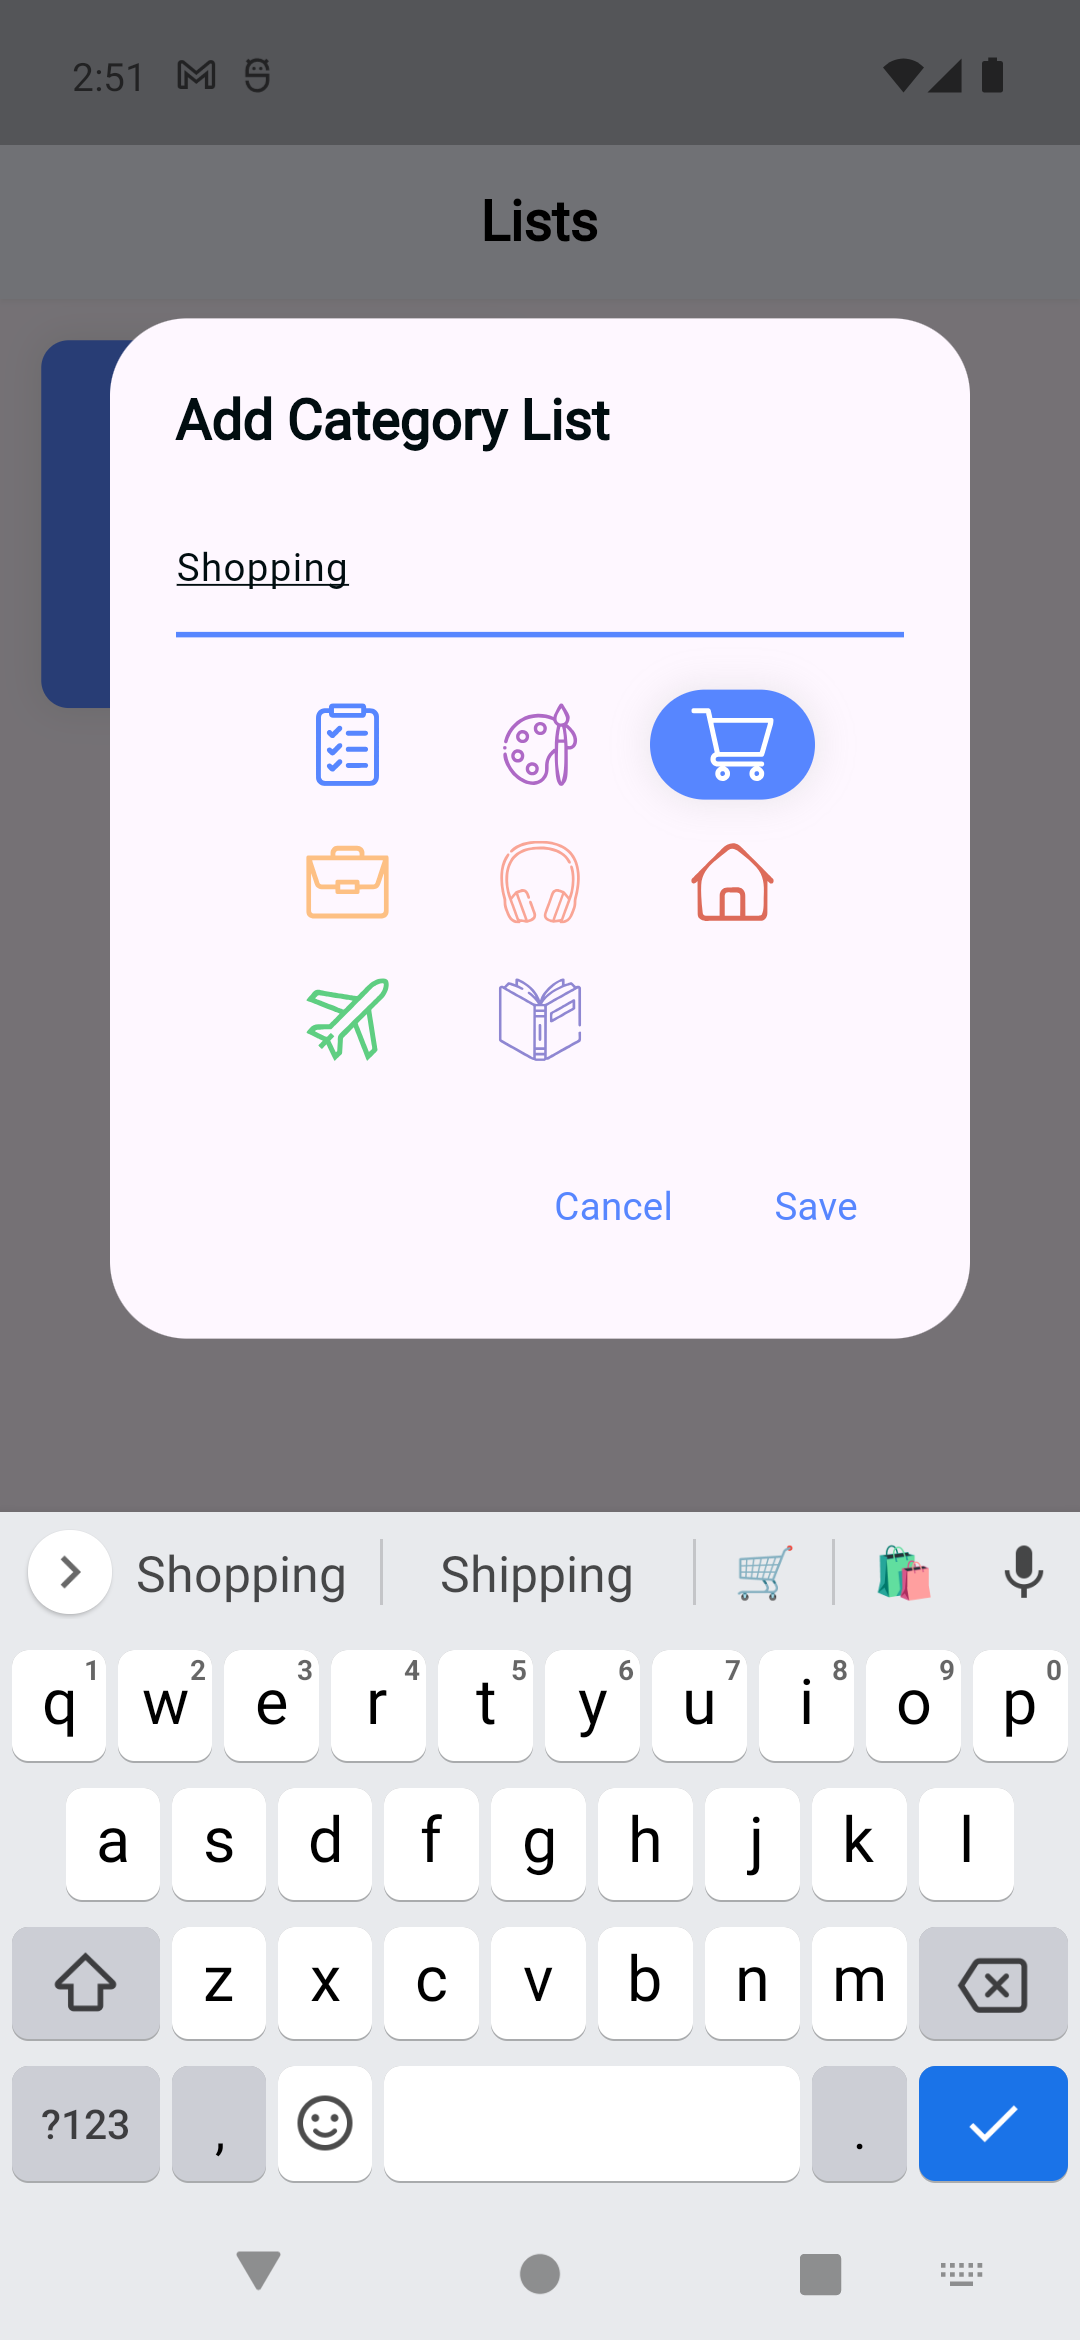 2:51
Lists
Add Category List
Shopping
Cancel Save
Shopping Shipping
q1 w2 e3 r4 t5 y6 u7 i8 o9 p0
a s d f g h j k l
z x c v b n m
?123 , .